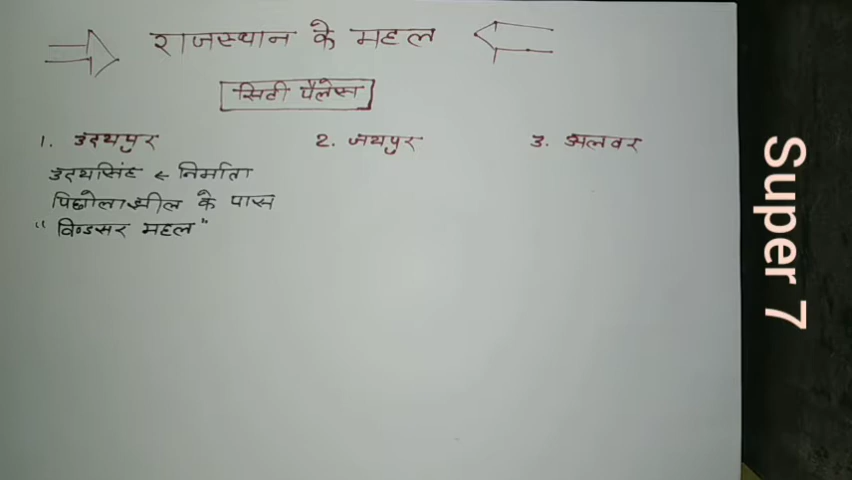 राजस्थान के महल
सिटी पैलेस
1. उदयपुर 2. जयपुर 3. अलवर
उदयसिंह ← निर्माता
पिछोला झील के पास
"विण्डसर महल"
Super 7